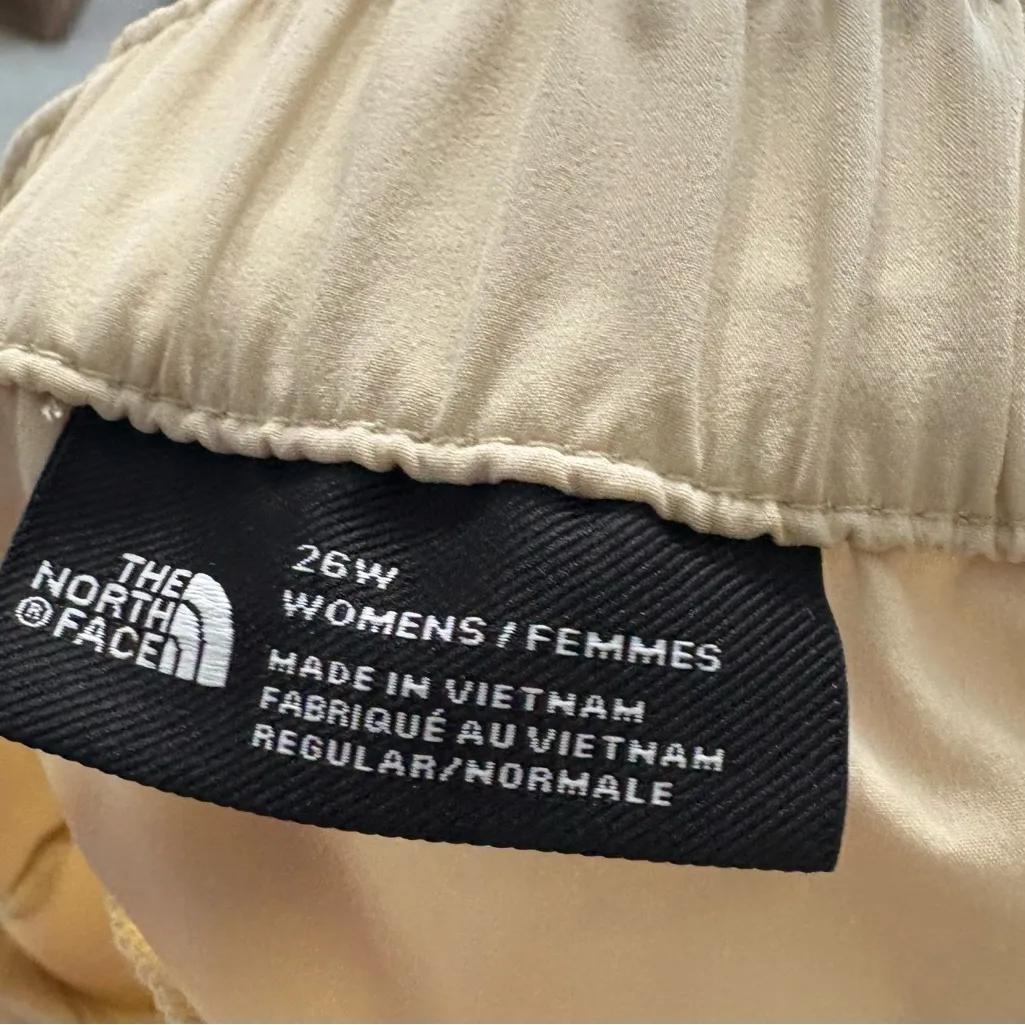 THE
NORTH
® FACE
26W
WOMENS / FEMMES
MADE IN VIETNAM
FABRIQUÉ AU VIETNAM
REGULAR/NORMALE